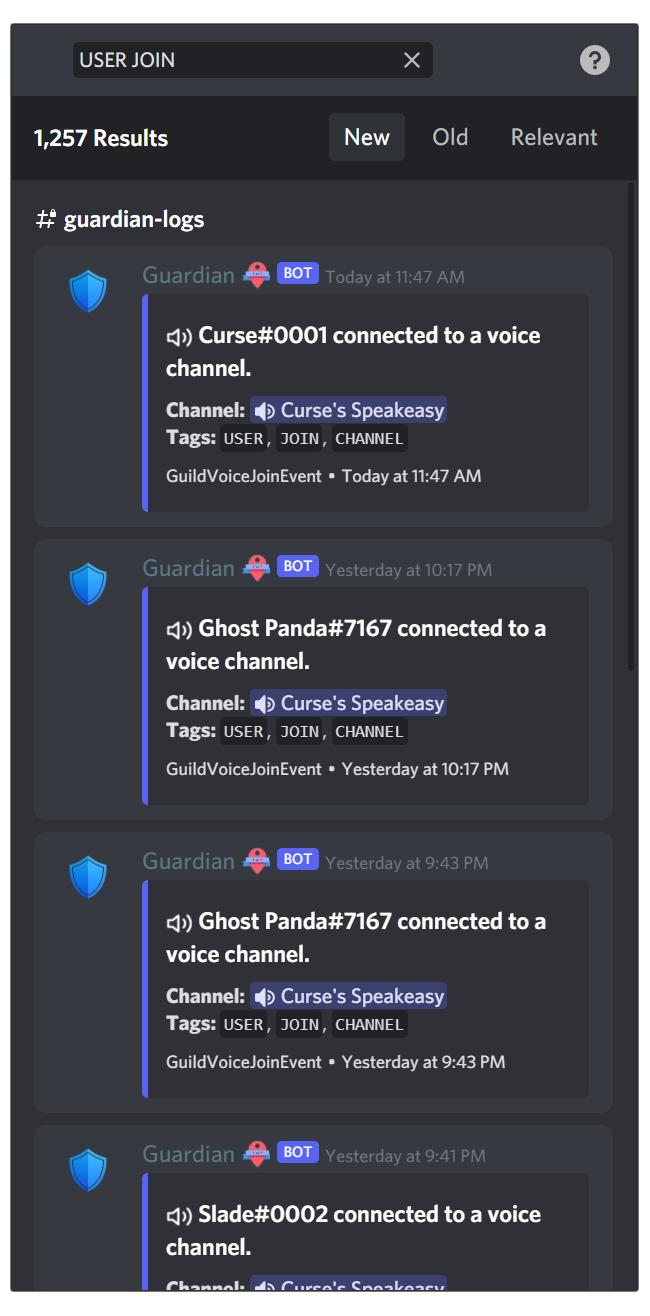 USER JOIN
1,257 Results
New Old Relevant
guardian-logs
Guardian BOT Today at 11:47 AM
Curse#0001 connected to a voice
channel.
Channel: Curse's Speakeasy
Tags: USER, JOIN, CHANNEL
GuildVoiceJoinEvent • Today at 11:47 AM
Guardian BOT Yesterday at 10:17 PM
Ghost Panda#7167 connected to a
voice channel.
Channel: Curse's Speakeasy
Tags: USER, JOIN, CHANNEL
GuildVoiceJoinEvent • Yesterday at 10:17 PM
Guardian BOT Yesterday at 9:43 PM
Ghost Panda#7167 connected to a
voice channel.
Channel: Curse's Speakeasy
Tags: USER, JOIN, CHANNEL
GuildVoiceJoinEvent • Yesterday at 9:43 PM
Guardian BOT Yesterday at 9:41 PM
Slade#0002 connected to a voice
channel.
Channel: Curse's Speakeasy